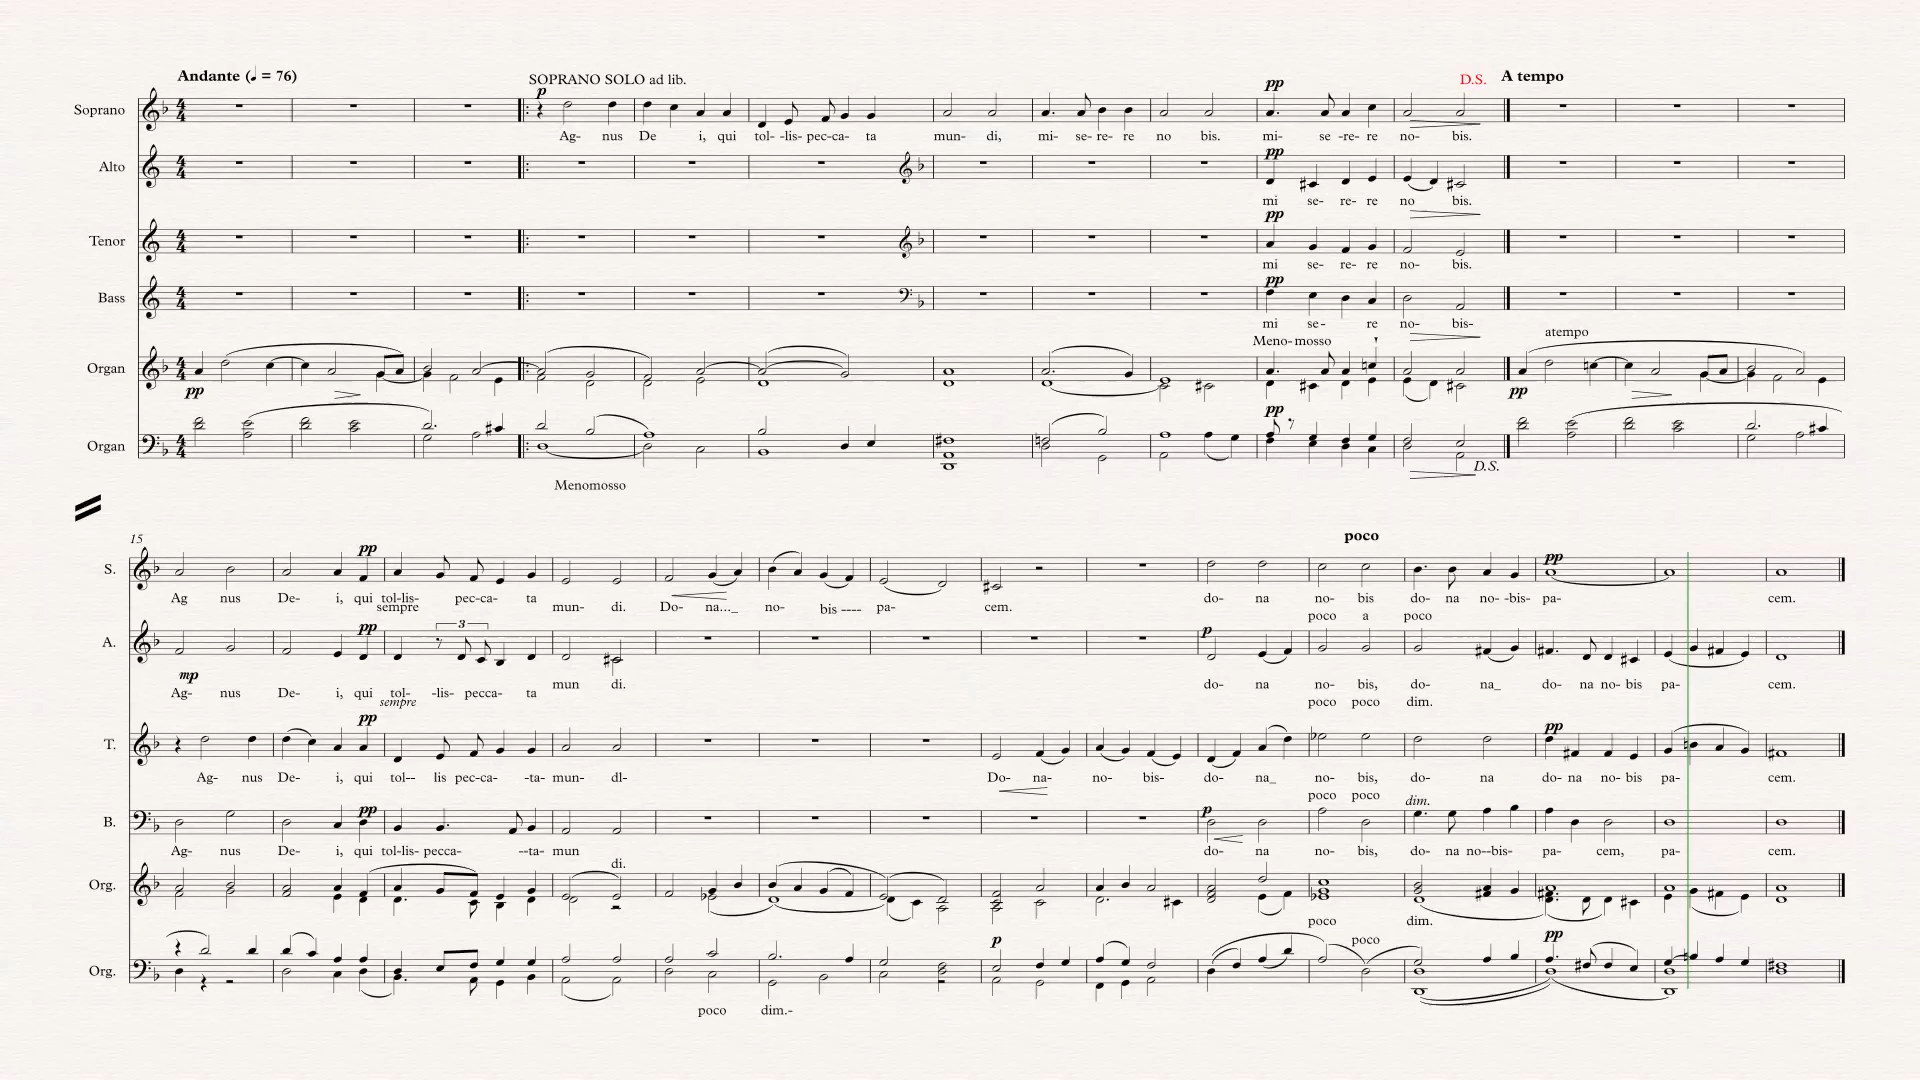 Andante (♩ = 76)
SOPRANO SOLO ad lib.
D.S. A tempo
p pp
Soprano
Ag- nus De i, qui tol- -lis- pec-ca- ta mun- di, mi- se- re- re no bis. mi- se -re- re no- bis.
pp
Alto
mi se- re- re no bis.
pp
Tenor
mi se- re- re no- bis.
pp
Bass
mi se- re no- bis-
Meno- mosso atempo
Organ
pp pp
pp
Organ
D.S.
Menomosso
15
poco
pp pp
S.
Ag nus De- i, qui tol-lis- pec-ca- ta mun- di. Do- na..._ no- bis ---- pa- cem. do- na no- bis do- na no- -bis- pa- cem.
sempre poco a poco
pp 3 p
A.
mp
Ag- nus De- i, qui tol- -lis- pecca- ta mun di. do- na no- bis, do- na_ do- na no- bis pa- cem.
sempre poco poco dim.
pp pp
T.
Ag- nus De- i, qui tol-- lis pec-ca- -ta- mun- dl- Do- na- no- bis- do- na_ no- bis, do- na do- na no- bis pa- cem.
poco poco dim.
pp p
B.
Ag- nus De- i, qui tol-lis- pecca- --ta- mun di. do- na no- bis, do- na no--bis- pa- cem, pa- cem.
Org.
poco dim.
p poco pp
Org.
poco dim.-